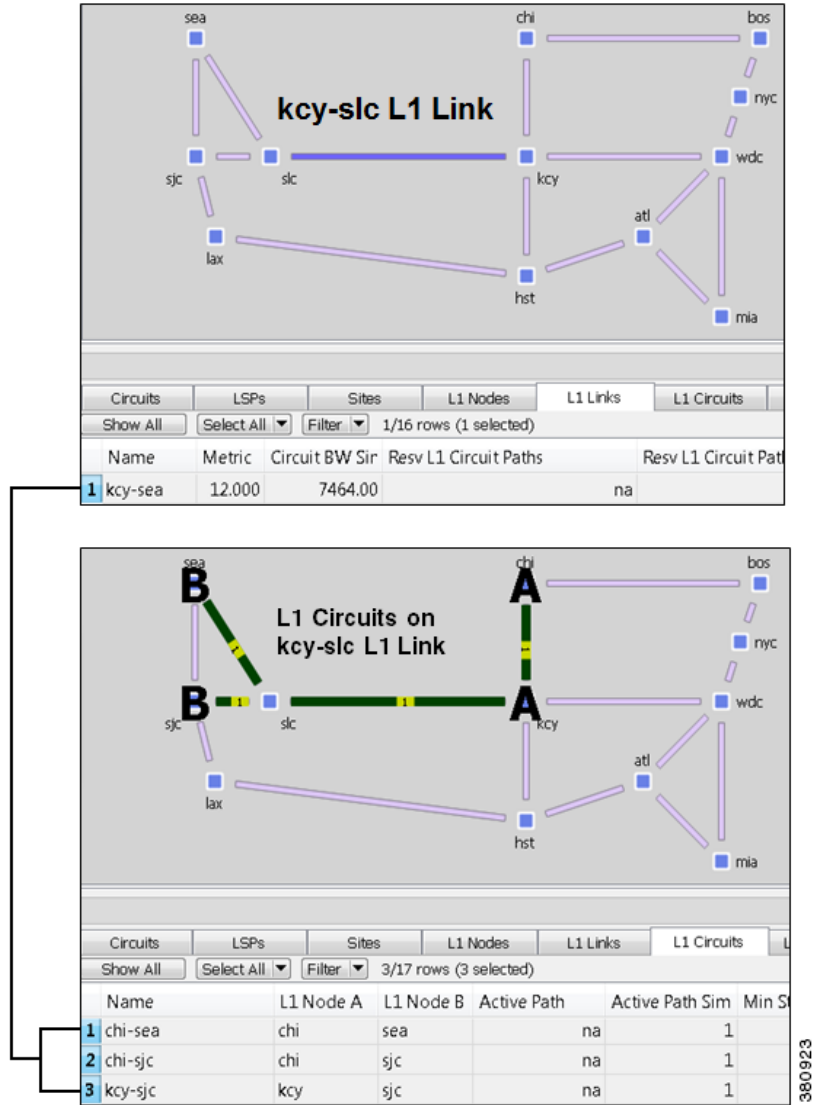 sea
chi
bos
kcy-slc L1 Link
nyc
sjc
slc
kcy
wdc
atl
lax
hst
mia
Circuits LSPs Sites L1 Nodes L1 Links L1 Circuits
Show All Select All Filter 1/16 rows (1 selected)
Name Metric Circuit BW Sir Resv L1 Circuit Paths Resv L1 Circuit Patl
1 kcy-sea 12.000 7464.00 na
sea
chi
bos
B
A
L1 Circuits on
kcy-slc L1 Link
1
1
nyc
B
1
1
A
sjc
slc
kcy
wdc
atl
lax
hst
mia
Circuits LSPs Sites L1 Nodes L1 Links L1 Circuits L
Show All Select All Filter 3/17 rows (3 selected)
Name L1 Node A L1 Node B Active Path Active Path Sim Min St
1 chi-sea chi sea na 1
2 chi-sjc chi sjc na 1
3 kcy-sjc kcy sjc na 1
380923